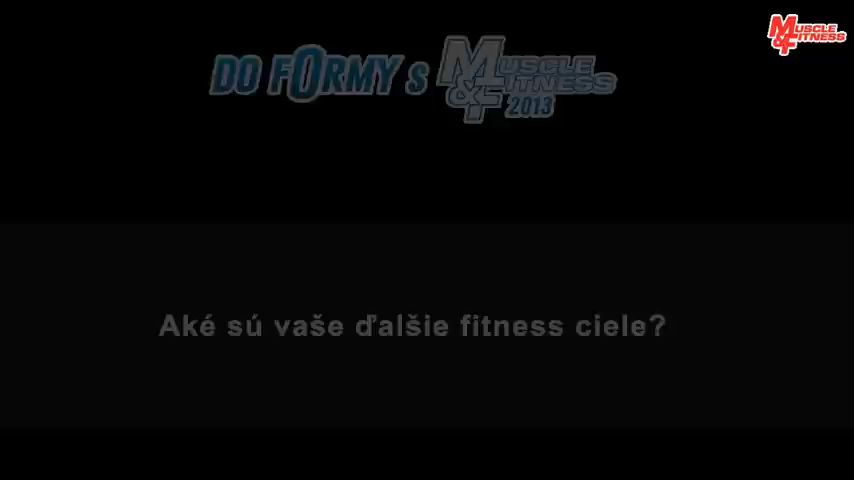 DO FORMY s MUSCLE & FITNESS 2013
MUSCLE & FITNESS
Aké sú vaše ďalšie fitness ciele?